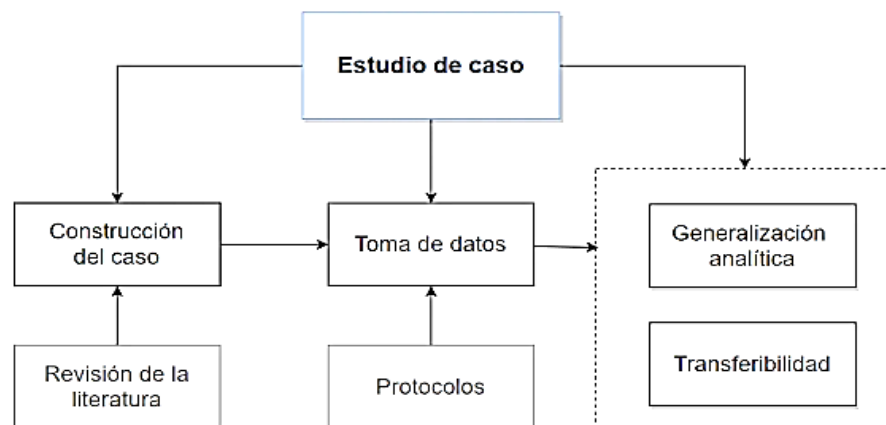 Estudio de caso
Construcción
del caso
Toma de datos
Generalización
analítica
Revisión de la
literatura
Protocolos
Transferibilidad